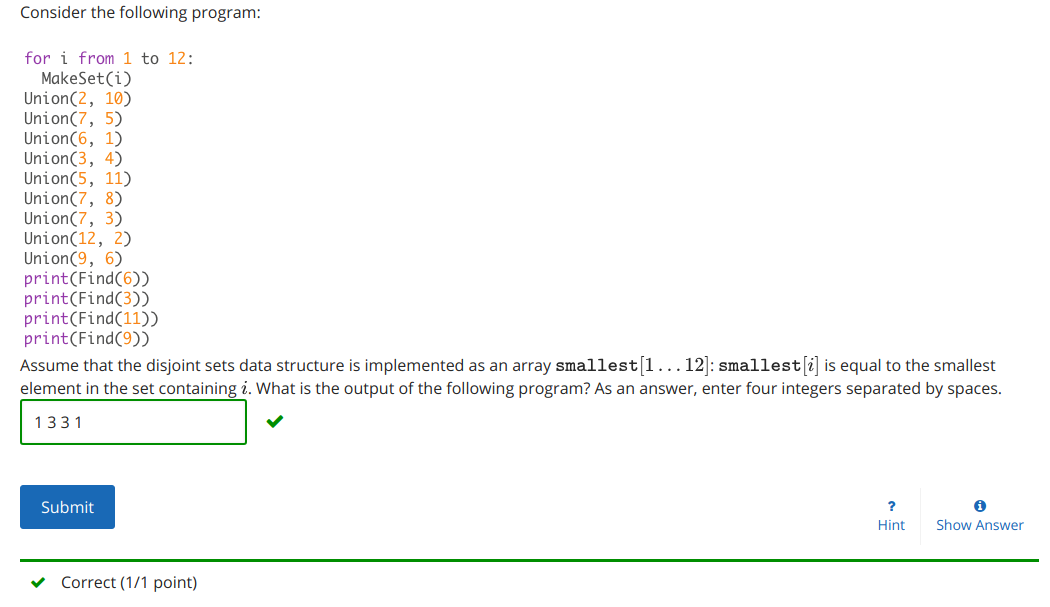 Consider the following program:
for i from 1 to 12:
  MakeSet(i)
Union(2, 10)
Union(7, 5)
Union(6, 1)
Union(3, 4)
Union(5, 11)
Union(7, 8)
Union(7, 3)
Union(12, 2)
Union(9, 6)
print(Find(6))
print(Find(3))
print(Find(11))
print(Find(9))
Assume that the disjoint sets data structure is implemented as an array smallest[1...12]: smallest[i] is equal to the smallest
element in the set containing i. What is the output of the following program? As an answer, enter four integers separated by spaces.
1 3 3 1
Submit
? Hint
Show Answer
Correct (1/1 point)